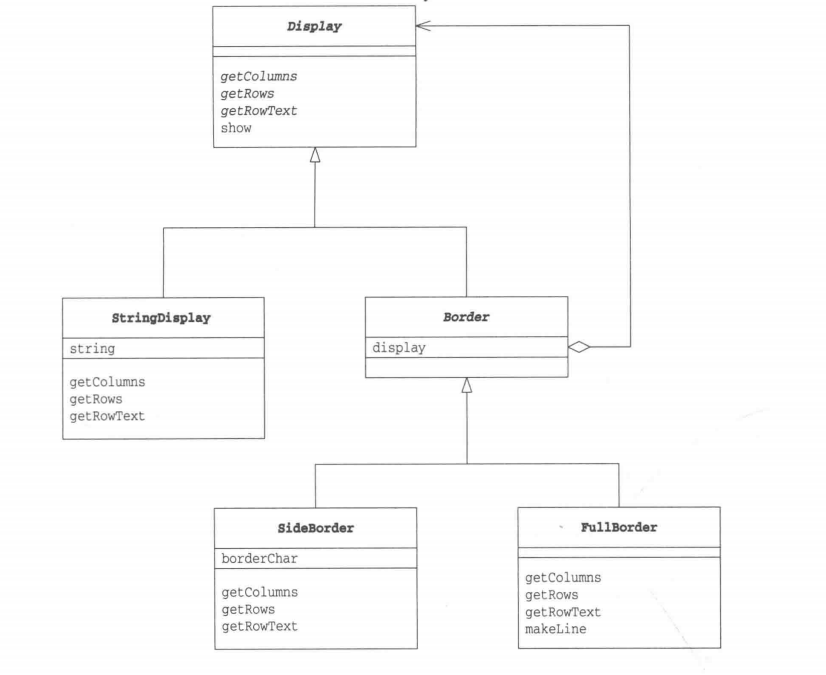 Display
getColumns
getRows
getRowText
show
StringDisplay
string
getColumns
getRows
getRowText
Border
display
SideBorder
borderChar
getColumns
getRows
getRowText
FullBorder
getColumns
getRows
getRowText
makeLine